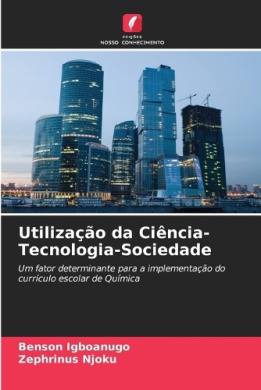 edições
NOSSO CONHECIMENTO
Utilização da Ciência-
Tecnologia-Sociedade
Um fator determinante para a implementação do
currículo escolar de Química
Benson Igboanugo
Zephrinus Njoku